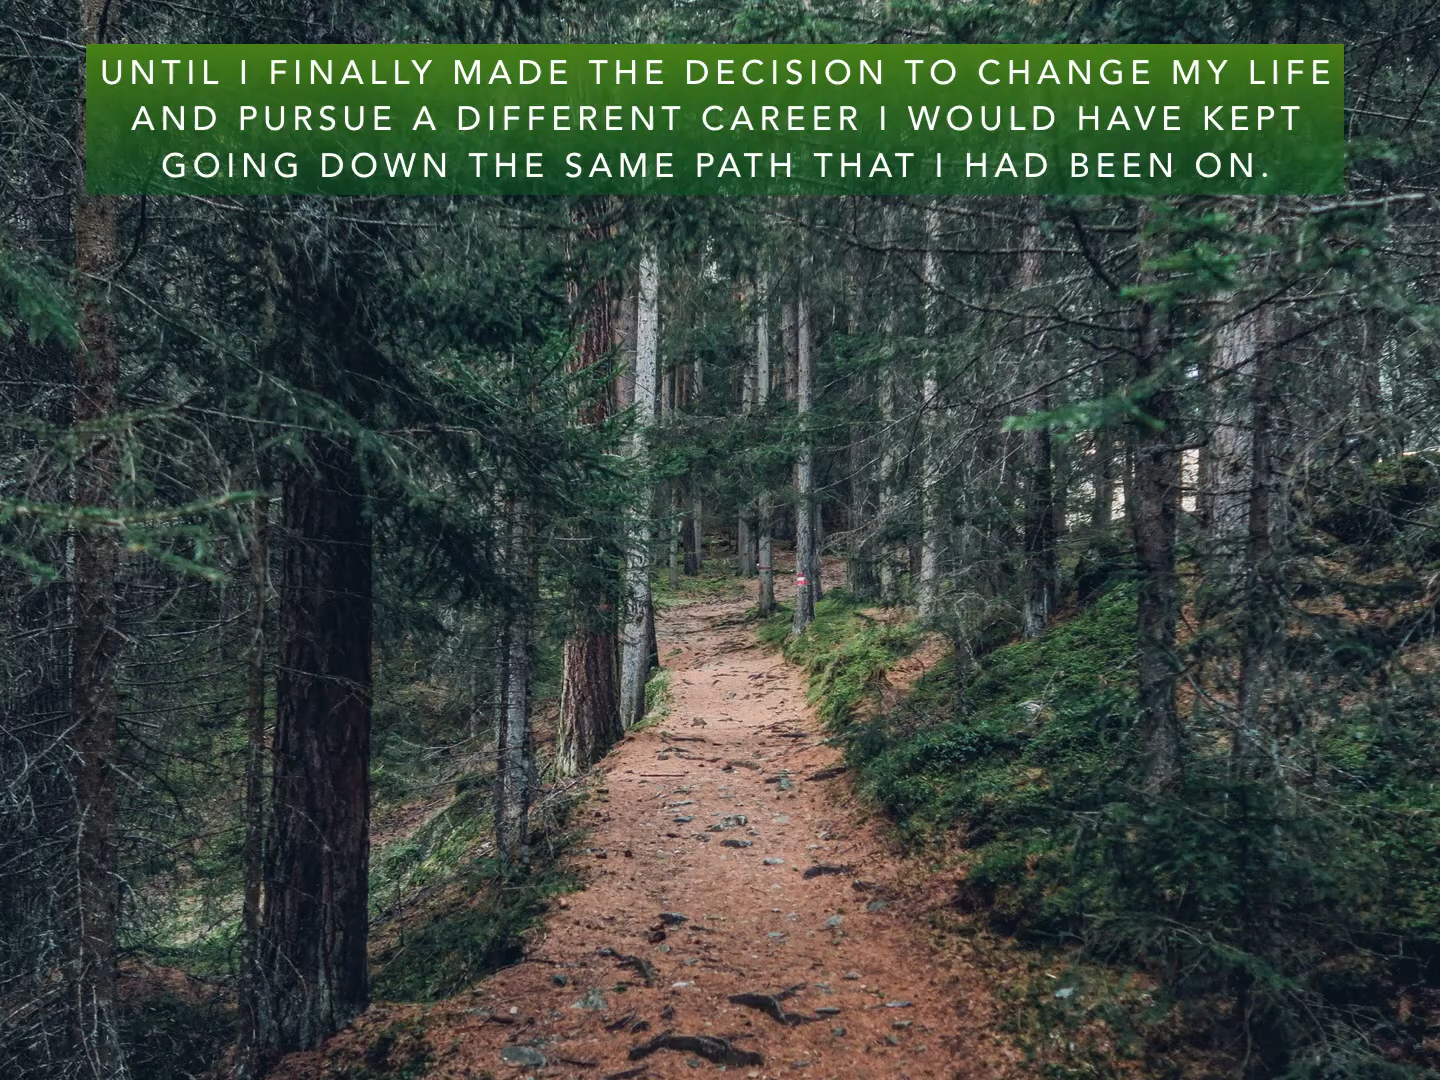 UNTIL I FINALLY MADE THE DECISION TO CHANGE MY LIFE
AND PURSUE A DIFFERENT CAREER I WOULD HAVE KEPT
GOING DOWN THE SAME PATH THAT I HAD BEEN ON.